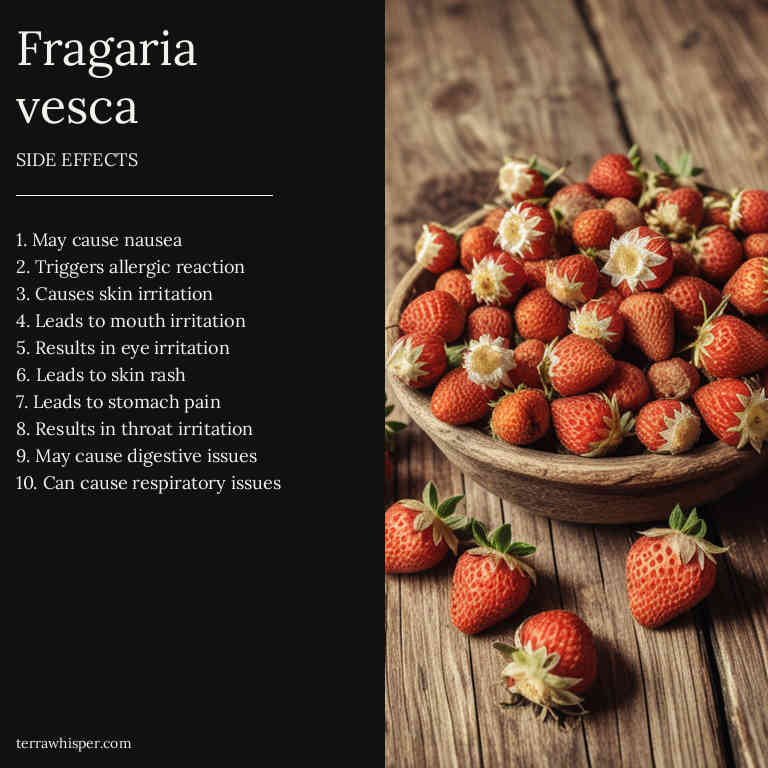 Fragaria
vesca
SIDE EFFECTS
1. May cause nausea
2. Triggers allergic reaction
3. Causes skin irritation
4. Leads to mouth irritation
5. Results in eye irritation
6. Leads to skin rash
7. Leads to stomach pain
8. Results in throat irritation
9. May cause digestive issues
10. Can cause respiratory issues
terrawhisper.com